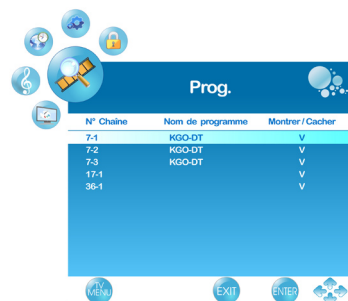 Prog.
N° Chaîne Nom de programme Montrer / Cacher
7-1 KGO-DT V
7-2 KGO-DT V
7-3 KGO-DT V
17-1 V
36-1 V
TV MENU EXIT ENTER